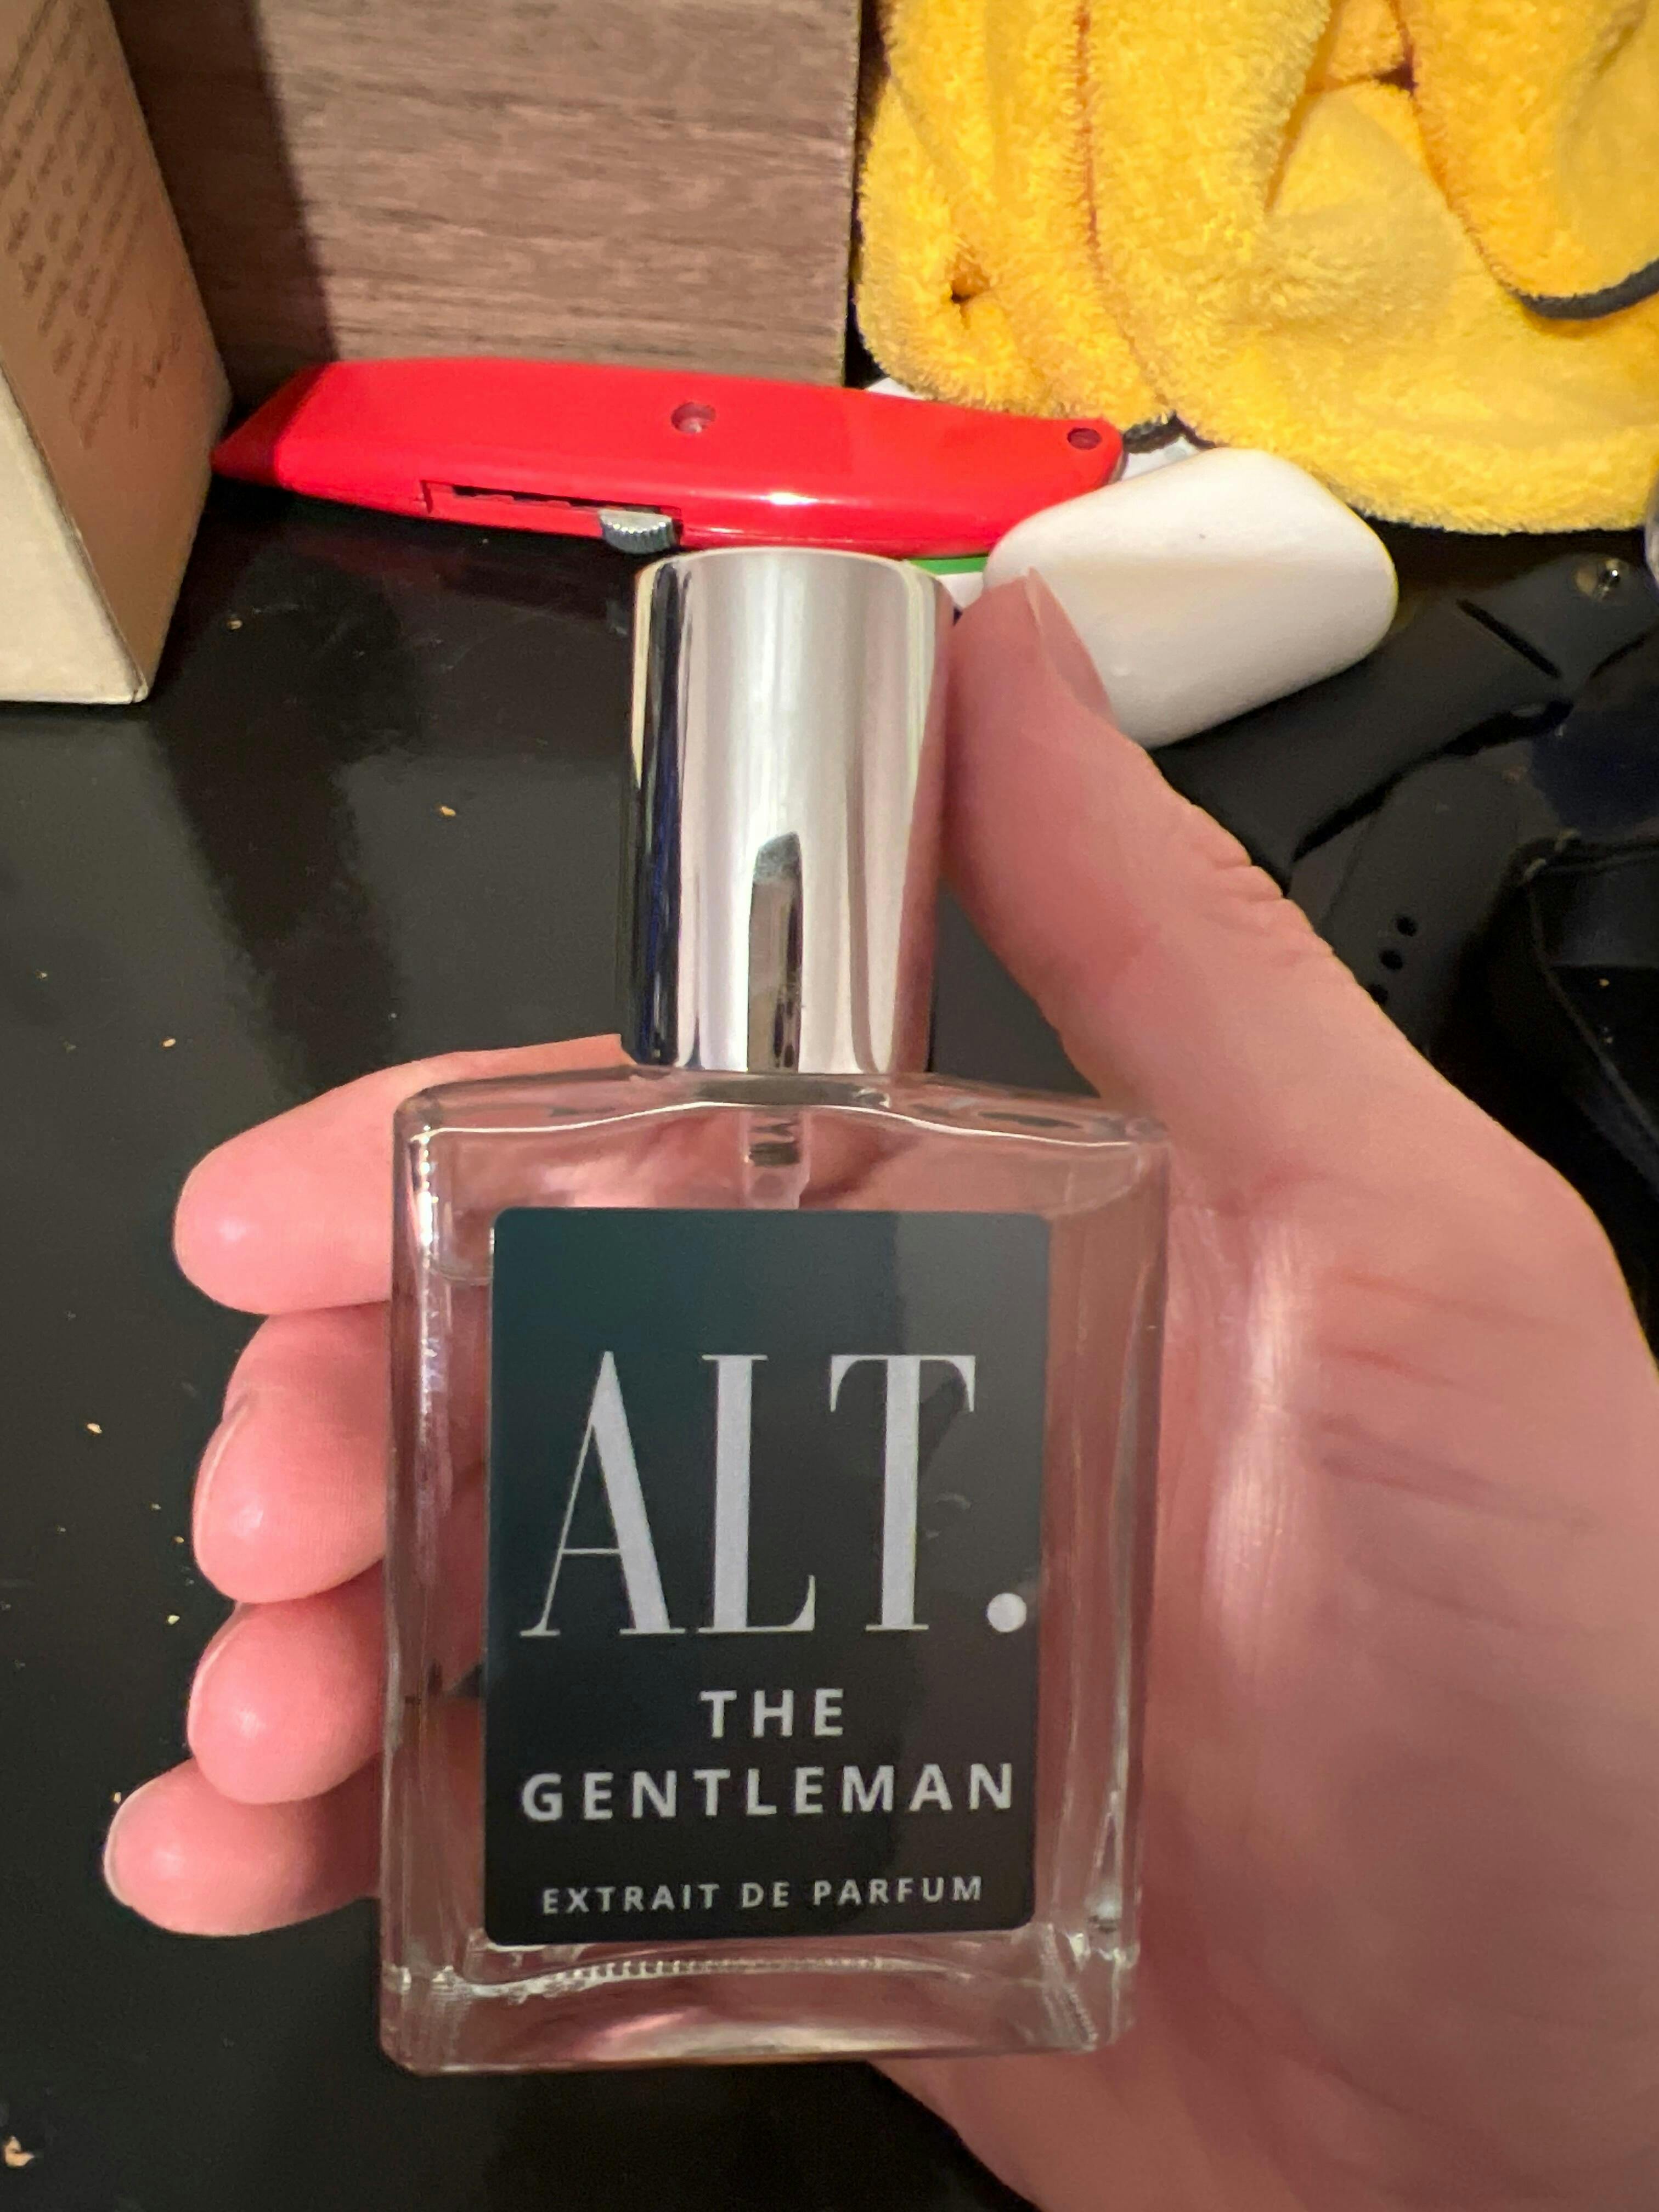 ALT.
THE
GENTLEMAN
EXTRAIT DE PARFUM